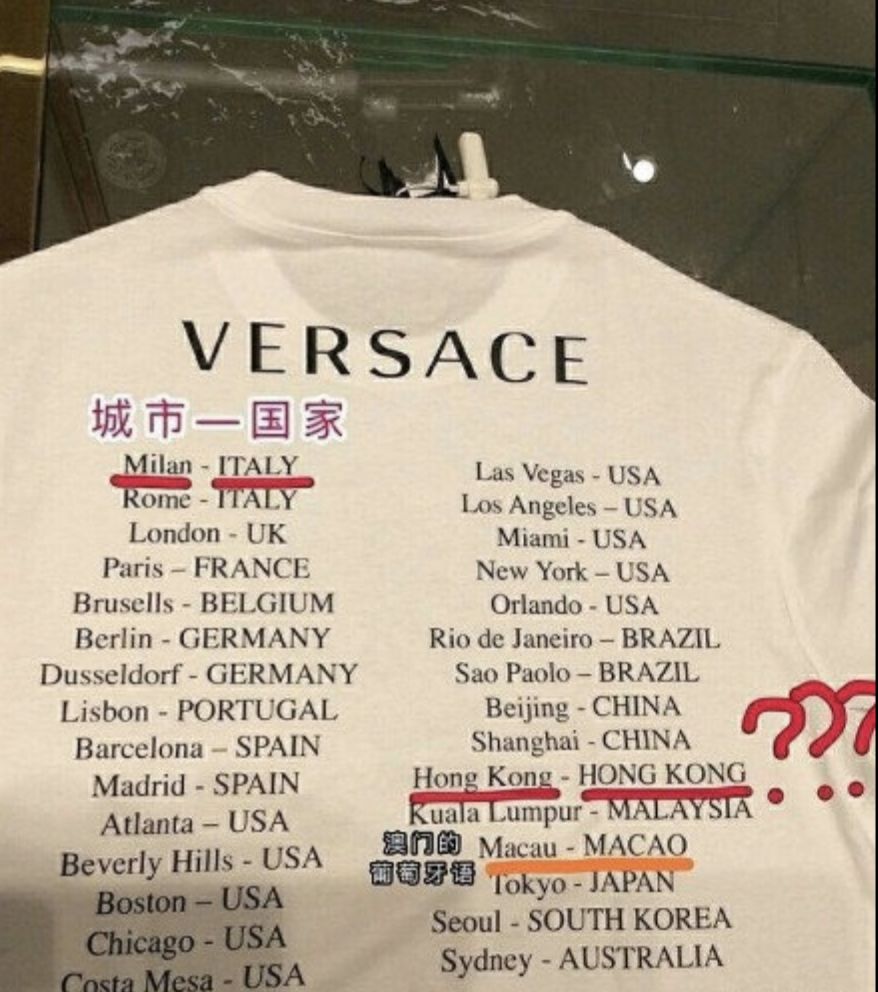 VERSACE
城市—国家
Milan - ITALY
Rome - ITALY
London - UK
Paris – FRANCE
Brusells - BELGIUM
Berlin - GERMANY
Dusseldorf - GERMANY
Lisbon - PORTUGAL
Barcelona – SPAIN
Madrid - SPAIN
Atlanta – USA
Beverly Hills - USA
Boston – USA
Chicago - USA
Costa Mesa - USA
Las Vegas - USA
Los Angeles – USA
Miami - USA
New York – USA
Orlando - USA
Rio de Janeiro – BRAZIL
Sao Paolo – BRAZIL
Beijing - CHINA
Shanghai - CHINA
Hong Kong - HONG KONG
???
Kuala Lumpur - MALAYSIA
澳门的
葡萄牙语
Macau - MACAO
Tokyo - JAPAN
Seoul - SOUTH KOREA
Sydney - AUSTRALIA